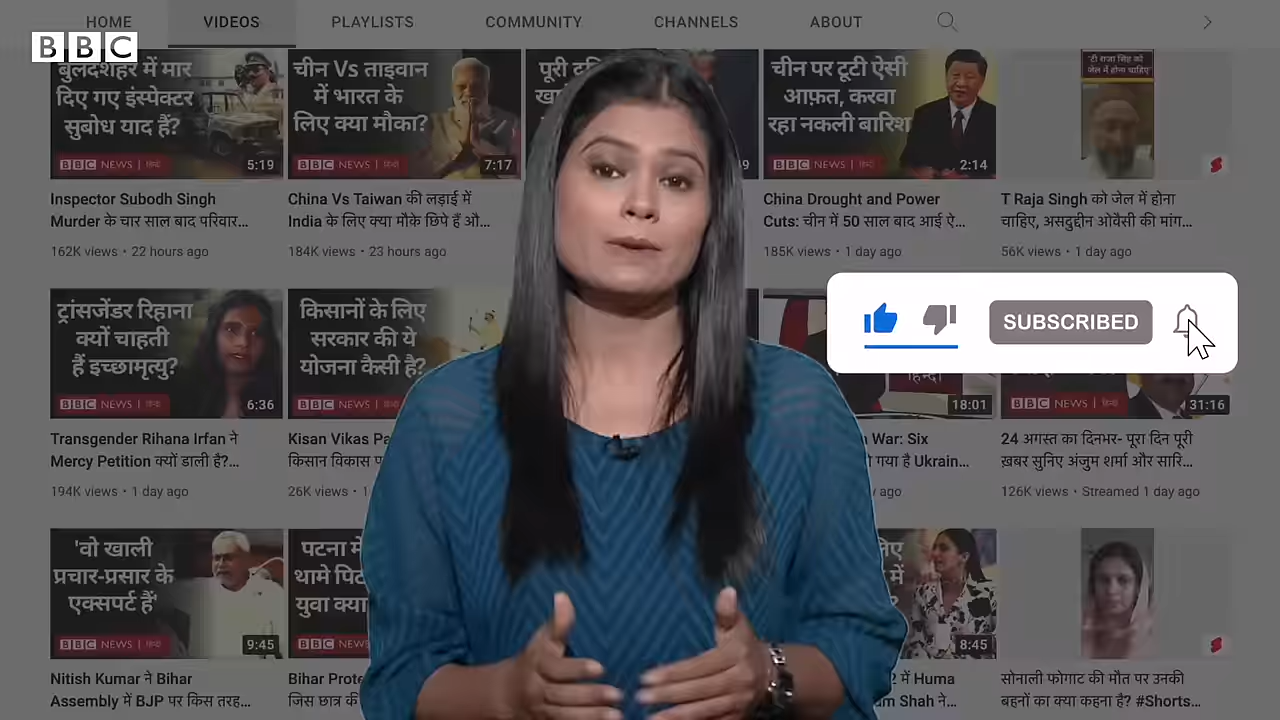 HOME VIDEOS PLAYLISTS COMMUNITY CHANNELS ABOUT
BBC
बुलंदशहर में मार
दिए गए इंस्पेक्टर
सुबोध याद हैं?
BBC NEWS | हिन्दी
5:19
Inspector Subodh Singh
Murder के चार साल बाद परिवार...
162K views • 22 hours ago
चीन Vs ताइवान
में भारत के
लिए क्या मौका?
BBC NEWS | हिन्दी
7:17
China Vs Taiwan की लड़ाई में
India के लिए क्या मौके छिपे हैं ओ...
184K views • 23 hours ago
पूरी
चीन पर टूटी ऐसी
आफ़त, करवा
रहा नकली बारिश
BBC NEWS | हिन्दी
2:14
China Drought and Power
Cuts: चीन में 50 साल बाद आई ऐ...
185K views • 1 day ago
"टी राजा सिंह को
जेल में होना चाहिए"
T Raja Singh को जेल में होना
चाहिए, असदुद्दीन ओवैसी की मांग...
56K views • 1 day ago
SUBSCRIBED
ट्रांसजेंडर रिहाना
क्यों चाहती
हैं इच्छामृत्यु?
BBC NEWS | हिन्दी
6:36
Transgender Rihana Irfan ने
Mercy Petition क्यों डाली है?...
194K views • 1 day ago
किसानों के लिए
सरकार की ये
योजना कैसी है?
BBC NEWS | हिन्दी
Kisan Vikas
किसान विकास
26K views • 1
हिन्दी
18:01
War: Six
गया है Ukrain...
ago
BBC NEWS | हिन्दी
31:16
24 अगस्त का दिनभर- पूरा दिन पूरी
ख़बर सुनिए अंजुम शर्मा और सारि...
126K views • Streamed 1 day ago
'वो खाली
प्रचार-प्रसार के
एक्सपर्ट हैं'
BBC NEWS | हिन्दी
9:45
Nitish Kumar ने Bihar
Assembly में BJP पर किस तरह...
पटना में
थामे
युवा क्या
BBC NEWS
Bihar
जिस छात्र की
में
8:45
में Huma
Shah ने...
सोनाली फोगाट की मौत पर उनकी
बहनों का क्या कहना है? #Shorts...